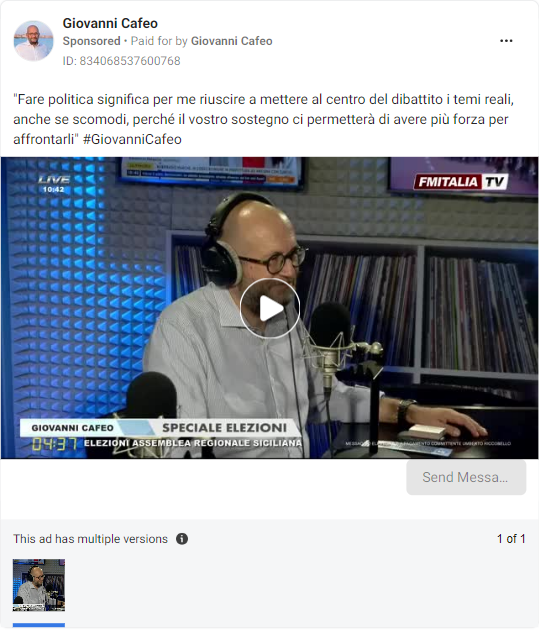 Giovanni Cafeo
Sponsored • Paid for by Giovanni Cafeo
ID: 834068537600768
"Fare politica significa per me riuscire a mettere al centro del dibattito i temi reali,
anche se scomodi, perché il vostro sostegno ci permetterà di avere più forza per
affrontarli" #GiovanniCafeo
LIVE
10:42
FMITALIA TV
GIOVANNI CAFEO
SPECIALE ELEZIONI
04:37
ELEZIONI ASSEMBLEA REGIONALE SICILIANA
COMMITTENTE UMBERTO RICCOBELLO
Send Messa...
This ad has multiple versions
1 of 1